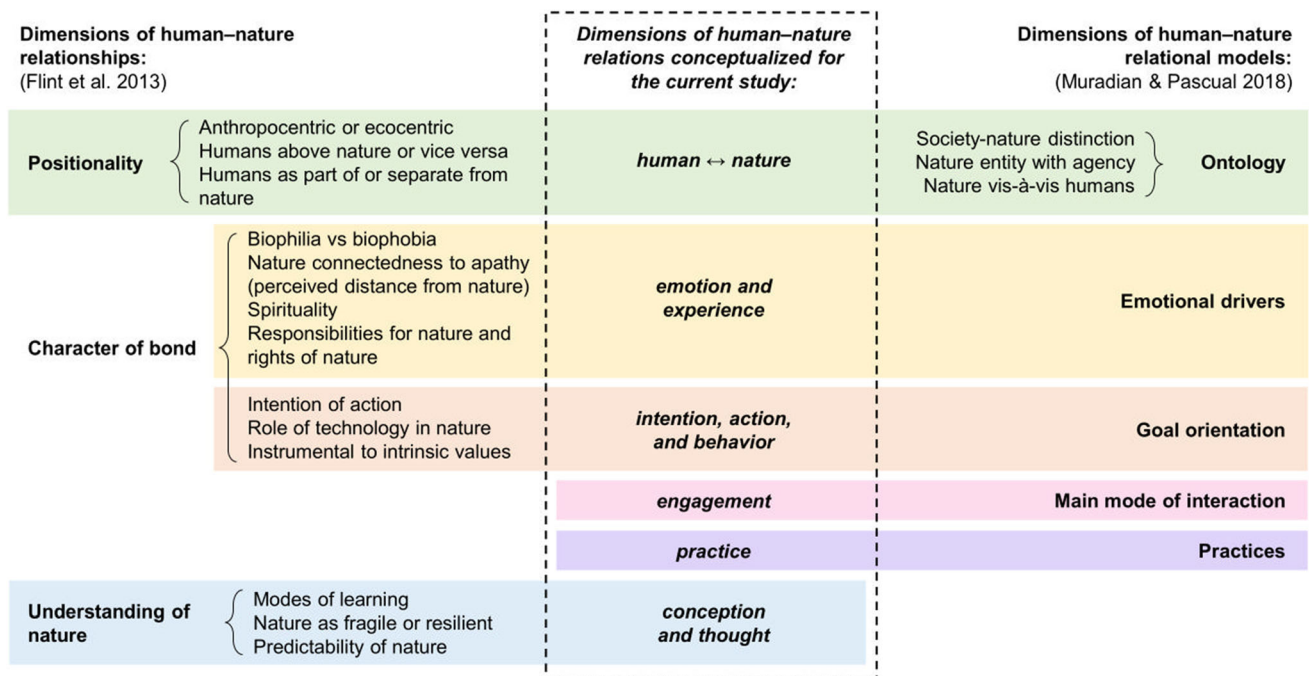 Dimensions of human–nature
relationships:
(Flint et al. 2013)
Dimensions of human–nature
relations conceptualized for
the current study:
Dimensions of human–nature
relational models:
(Muradian & Pascual 2018)
Positionality
Anthropocentric or ecocentric
Humans above nature or vice versa
Humans as part of or separate from
nature
human ↔ nature
Society-nature distinction
Nature entity with agency
Nature vis-à-vis humans
Ontology
Character of bond
Biophilia vs biophobia
Nature connectedness to apathy
(perceived distance from nature)
Spirituality
Responsibilities for nature and
rights of nature
emotion and
experience
Emotional drivers
Intention of action
Role of technology in nature
Instrumental to intrinsic values
intention, action,
and behavior
Goal orientation
engagement
Main mode of interaction
practice
Practices
Understanding of
nature
Modes of learning
Nature as fragile or resilient
Predictability of nature
conception
and thought